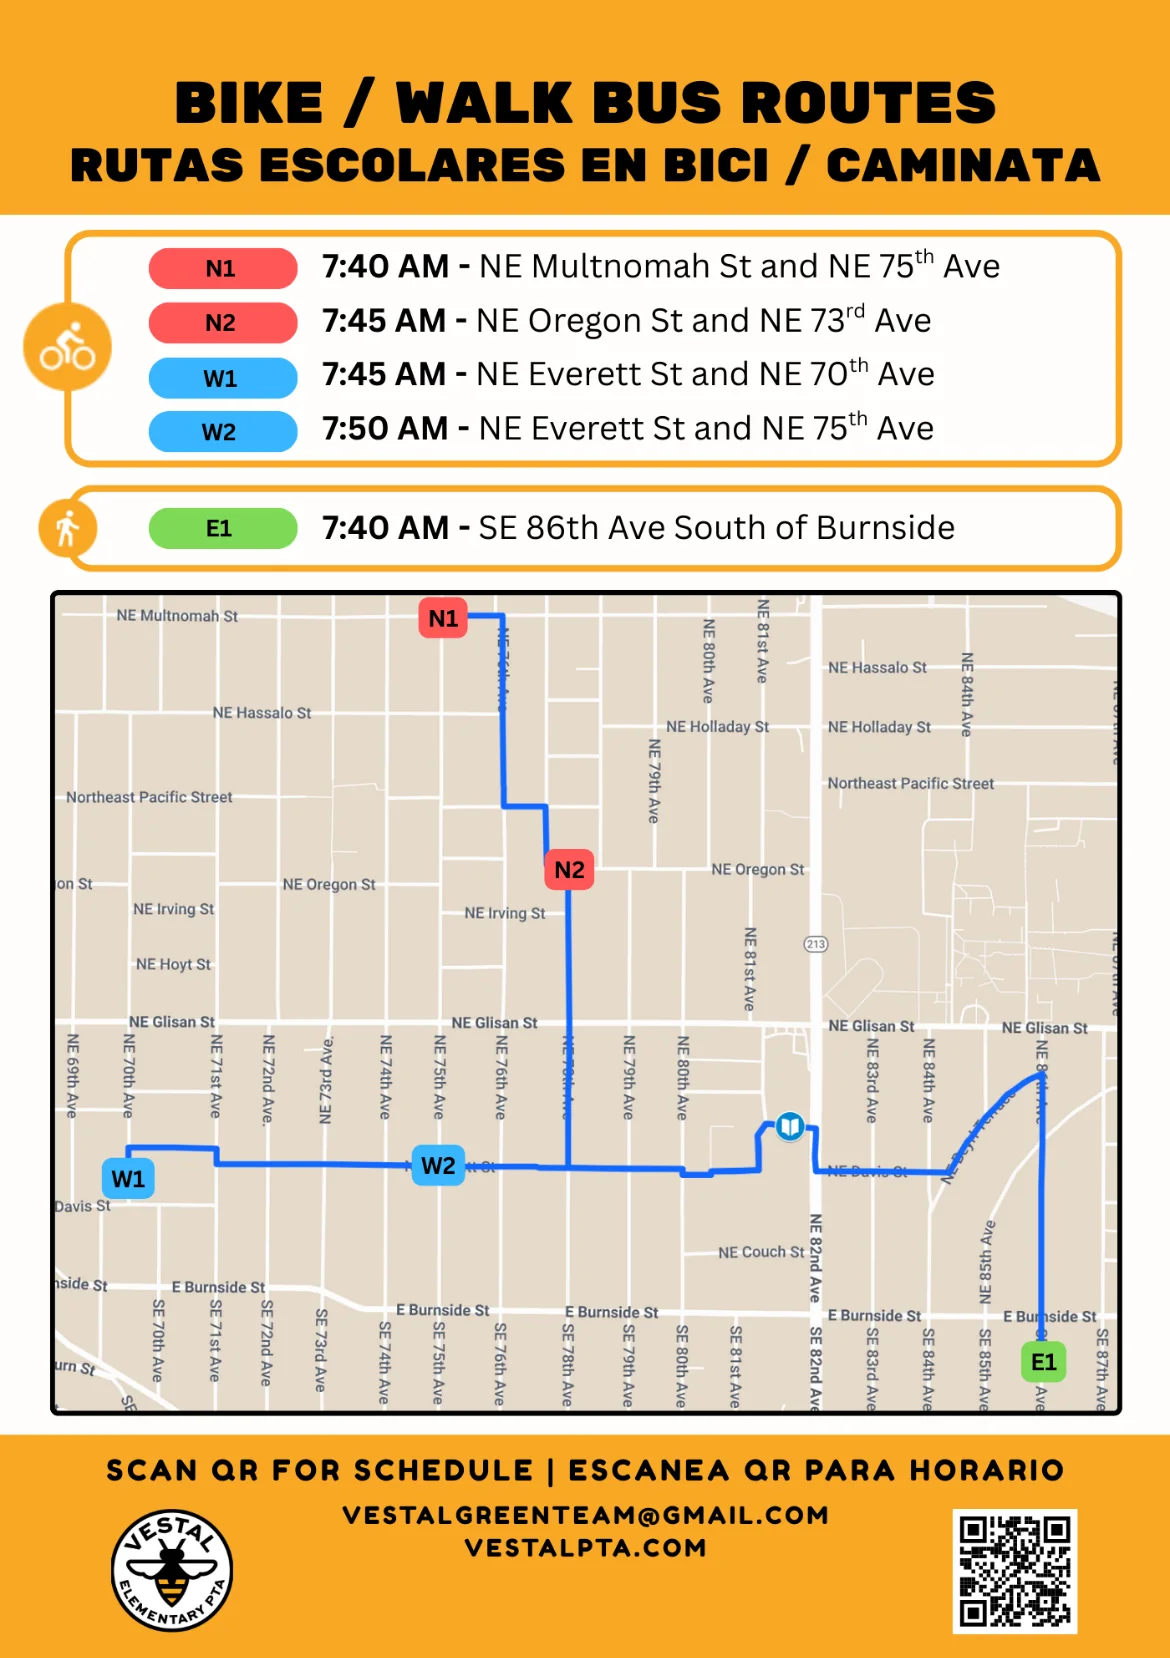 BIKE / WALK BUS ROUTES
RUTAS ESCOLARES EN BICI / CAMINATA
N1 7:40 AM - NE Multnomah St and NE 75th Ave
N2 7:45 AM - NE Oregon St and NE 73rd Ave
W1 7:45 AM - NE Everett St and NE 70th Ave
W2 7:50 AM - NE Everett St and NE 75th Ave
E1 7:40 AM - SE 86th Ave South of Burnside
NE Multnomah St
N1
NE 76th Ave
NE 80th Ave
NE 81st Ave
NE Hassalo St
NE 84th Ave
NE Hassalo St
NE Holladay St
NE Holladay St
NE 79th Ave
Northeast Pacific Street
Northeast Pacific Street
N2
NE Oregon St
on St
NE Oregon St
NE Irving St
NE Irving St
NE 81st Ave
213
NE Hoyt St
NE Glisan St
NE Glisan St
NE Glisan St
NE Glisan St
NE 69th Ave
NE 70th Ave
NE 71st Ave
NE 72nd Ave.
NE 73rd Ave.
NE 74th Ave
NE 75th Ave
NE 76th Ave
NE 78th Ave
NE 79th Ave
NE 80th Ave
NE 83rd Ave
NE 84th Ave
NE 86th Ave
W1
W2
tt St
NE Davis St
Davis St
NE Couch St
NE 82nd Ave
NE 85th Ave
nside St
E Burnside St
E Burnside St
E Burnside St
E Burnside St
E Burnside St
urn St
SE
SE 70th Ave
SE 71st Ave
SE 72nd Ave
SE 73rd Ave
SE 74th Ave
SE 75th Ave
SE 76th Ave
SE 78th Ave
SE 79th Ave
SE 80th Ave
SE 81st Ave
SE 82nd Ave
SE 83rd Ave
SE 84th Ave
SE 85th Ave
E1
Ave
SE 87th Ave
SCAN QR FOR SCHEDULE | ESCANEA QR PARA HORARIO
VESTALGREENTEAM@GMAIL.COM
VESTALPTA.COM
VESTAL
ELEMENTARY PTA